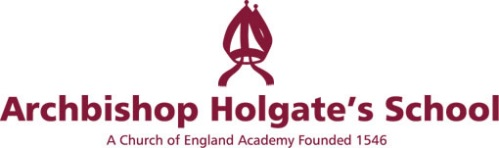 Archbishop Holgate's School
A Church of England Academy Founded 1546